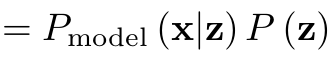 = P_model (x|z) P (z)